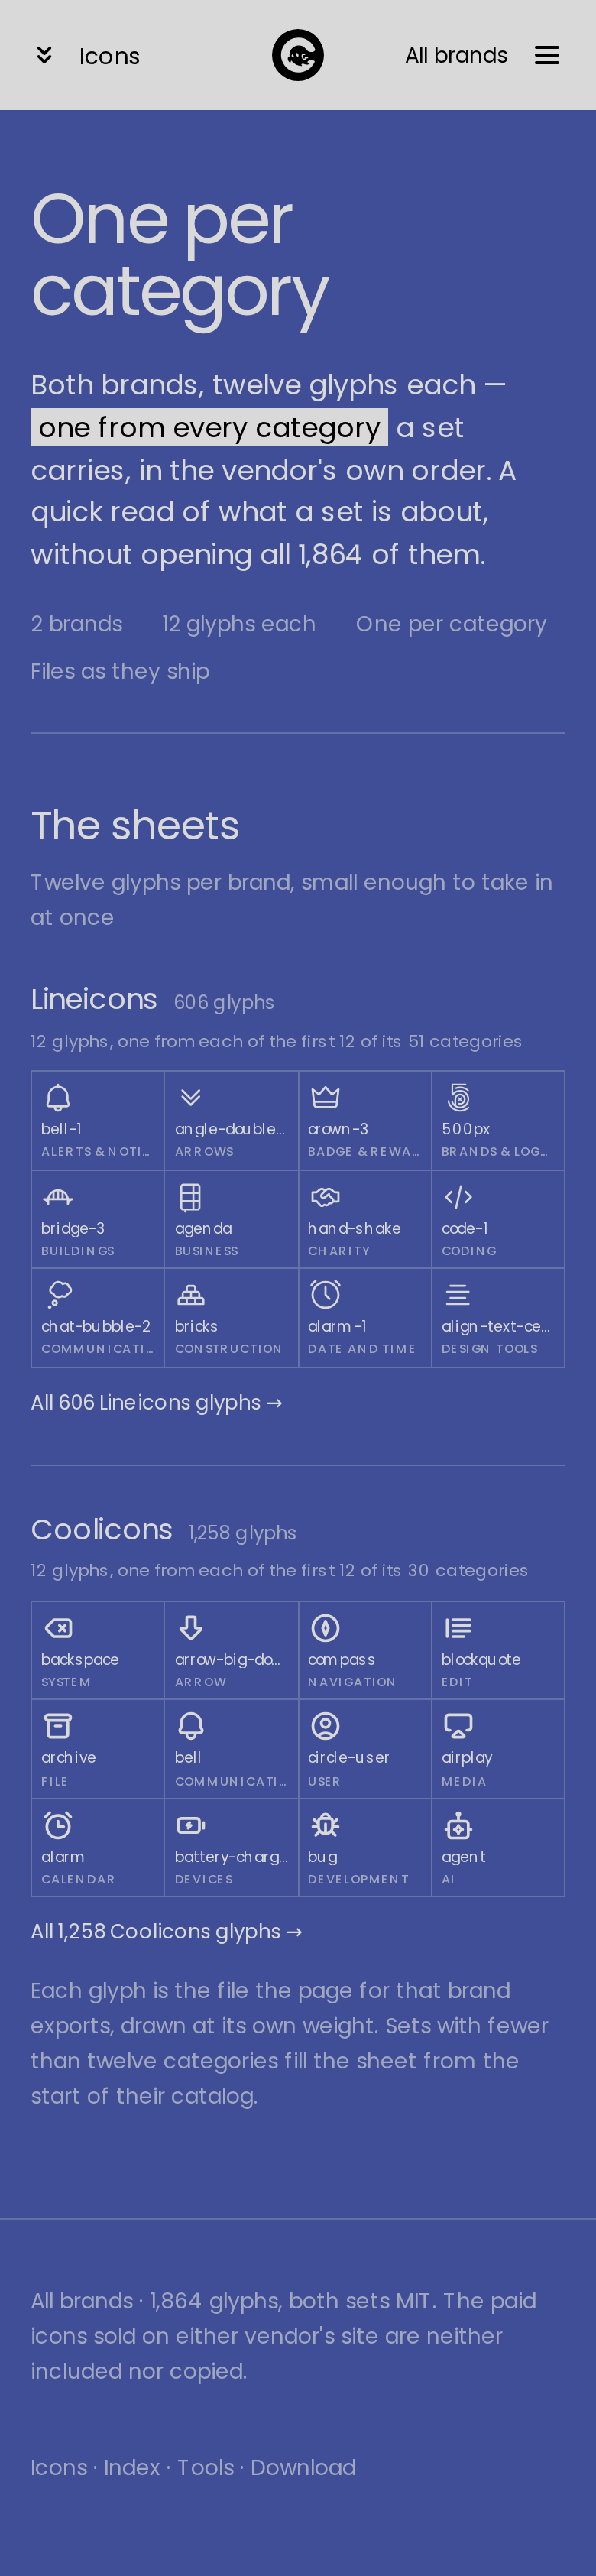 Icons
All brands
One per
category
Both brands, twelve glyphs each —
one from every category a set
carries, in the vendor's own order. A
quick read of what a set is about,
without opening all 1,864 of them.
2 brands 12 glyphs each One per category
Files as they ship
The sheets
Twelve glyphs per brand, small enough to take in
at once
Lineicons 606 glyphs
12 glyphs, one from each of the first 12 of its 51 categories
bell-1 angle-double... crown-3 500px
ALERTS & NOTI... ARROWS BADGE & REWA... BRANDS & LOG...
bridge-3 agenda hand-shake code-1
BUILDINGS BUSINESS CHARITY CODING
chat-bubble-2 bricks alarm-1 align-text-ce...
COMMUNICATI... CONSTRUCTION DATE AND TIME DESIGN TOOLS
All 606 Lineicons glyphs →
Coolicons 1,258 glyphs
12 glyphs, one from each of the first 12 of its 30 categories
backspace arrow-big-do... compass blockquote
SYSTEM ARROW NAVIGATION EDIT
archive bell circle-user airplay
FILE COMMUNICATI... USER MEDIA
alarm battery-charg... bug agent
CALENDAR DEVICES DEVELOPMENT AI
All 1,258 Coolicons glyphs →
Each glyph is the file the page for that brand
exports, drawn at its own weight. Sets with fewer
than twelve categories fill the sheet from the
start of their catalog.
All brands · 1,864 glyphs, both sets MIT. The paid
icons sold on either vendor's site are neither
included nor copied.
Icons · Index · Tools · Download